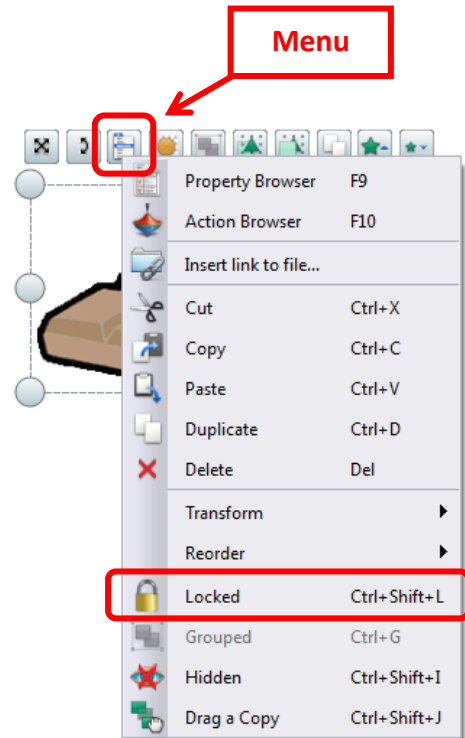 Menu
Property Browser F9
Action Browser F10
Insert link to file...
Cut Ctrl+X
Copy Ctrl+C
Paste Ctrl+V
Duplicate Ctrl+D
Delete Del
Transform
Reorder
Locked Ctrl+Shift+L
Grouped Ctrl+G
Hidden Ctrl+Shift+I
Drag a Copy Ctrl+Shift+J